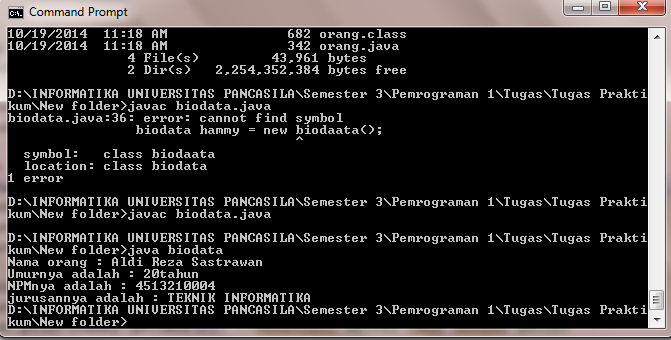 Command Prompt
10/19/2014  11:18 AM               682 orang.class
10/19/2014  11:18 AM               342 orang.java
               4 File(s)         43,961 bytes
               2 Dir(s)   2,254,352,384 bytes free
D:\INFORMATIKA UNIVERSITAS PANCASILA\Semester 3\Pemrograman 1\Tugas\Tugas Prakti
kum\New folder>javac biodata.java
biodata.java:36: error: cannot find symbol
                biodata hammy = new biodaata();
                                    ^
  symbol:   class biodaata
  location: class biodata
1 error
D:\INFORMATIKA UNIVERSITAS PANCASILA\Semester 3\Pemrograman 1\Tugas\Tugas Prakti
kum\New folder>javac biodata.java
D:\INFORMATIKA UNIVERSITAS PANCASILA\Semester 3\Pemrograman 1\Tugas\Tugas Prakti
kum\New folder>java biodata
Nama orang : Aldi Reza Sastrawan
Umurnya adalah : 20tahun
NPMnya adalah : 4513210004
jurusannya adalah : TEKNIK INFORMATIKA
D:\INFORMATIKA UNIVERSITAS PANCASILA\Semester 3\Pemrograman 1\Tugas\Tugas Prakti
kum\New folder>